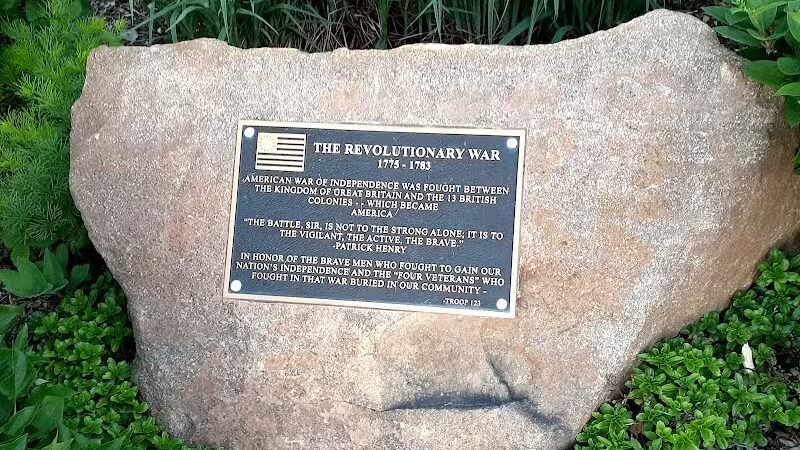 THE REVOLUTIONARY WAR
1775 - 1783
AMERICAN WAR OF INDEPENDENCE WAS FOUGHT BETWEEN
THE KINGDOM OF GREAT BRITAIN AND THE 13 BRITISH
COLONIES - - WHICH BECAME
AMERICA
"THE BATTLE, SIR, IS NOT TO THE STRONG ALONE; IT IS TO
THE VIGILANT, THE ACTIVE, THE BRAVE."
-PATRICK HENRY
IN HONOR OF THE BRAVE MEN WHO FOUGHT TO GAIN OUR
NATION'S INDEPENDENCE AND THE "FOUR VETERANS" WHO
FOUGHT IN THAT WAR BURIED IN OUR COMMUNITY -
-TROOP 123